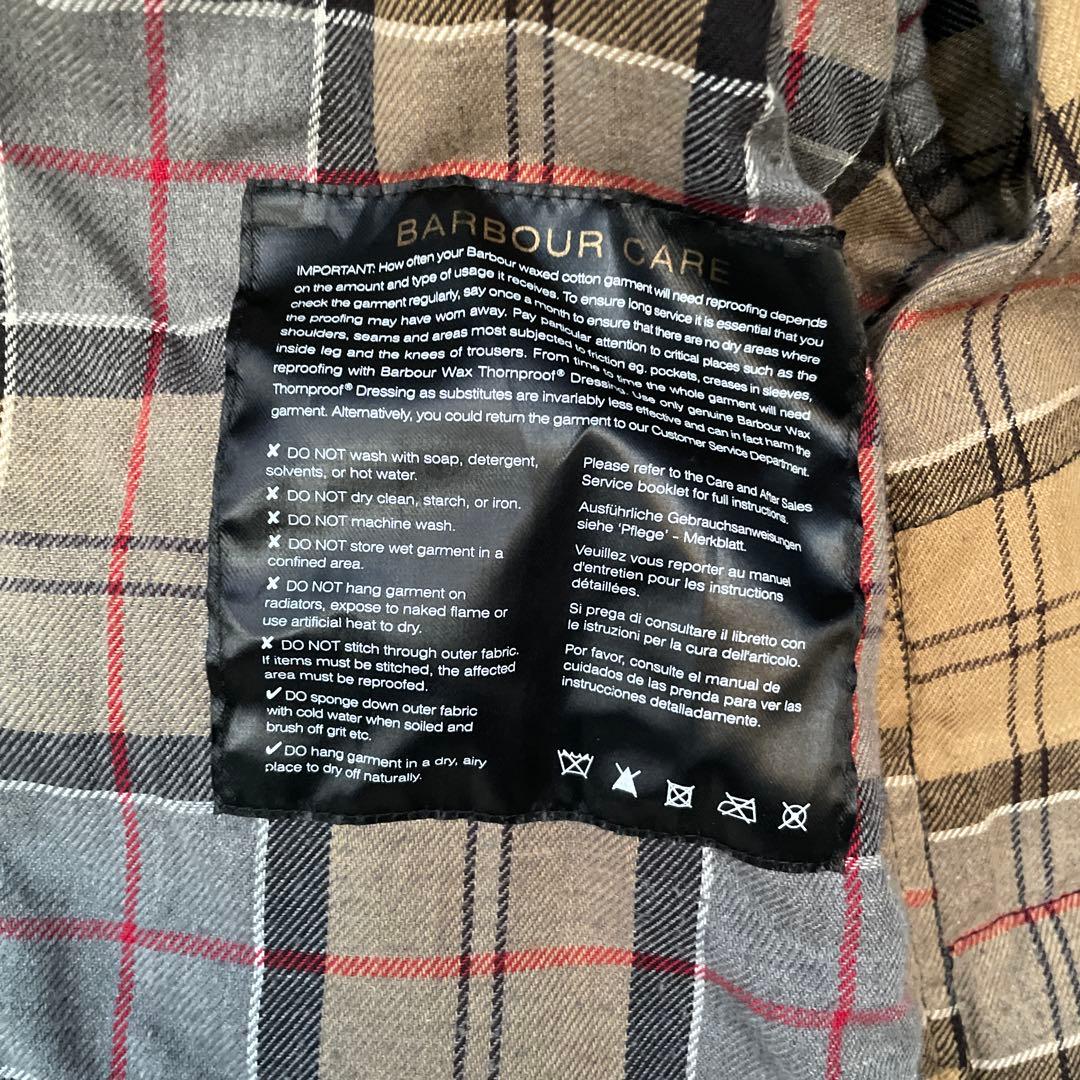 BARBOUR CARE
IMPORTANT: How often your Barbour waxed cotton garment will need reproofing depends
on the amount and type of usage it receives. To ensure long service it is essential that you
check the garment regularly, say once a month to ensure that there are no dry areas where
the proofing may have worn away. Pay particular attention to critical places such as the
shoulders, seams and areas most subjected to friction eg. pockets, creases in sleeves,
inside leg and the knees of trousers. From time to time the whole garment will need
reproofing with Barbour Wax Thornproof® Dressing. Use only genuine Barbour Wax
Thornproof® Dressing as substitutes are invariably less effective and can in fact harm the
garment. Alternatively, you could return the garment to our Customer Service Department.
✘ DO NOT wash with soap, detergent,
solvents, or hot water.
✘ DO NOT dry clean, starch, or iron.
✘ DO NOT machine wash.
✘ DO NOT store wet garment in a
confined area.
✘ DO NOT hang garment on
radiators, expose to naked flame or
use artificial heat to dry.
✘ DO NOT stitch through outer fabric.
If items must be stitched, the affected
area must be reproofed.
✔ DO sponge down outer fabric
with cold water when soiled and
brush off grit etc.
✔ DO hang garment in a dry, airy
place to dry off naturally.
Please refer to the Care and After Sales
Service booklet for full instructions.
Ausführliche Gebrauchsanweisungen
siehe 'Pflege' - Merkblatt.
Veuillez vous reporter au manuel
d'entretien pour les instructions
détaillées.
Si prega di consultare il libretto con
le istruzioni per la cura dell'articolo.
Por favor, consulte el manual de
cuidados de las prenda para ver las
instrucciones detalladamente.